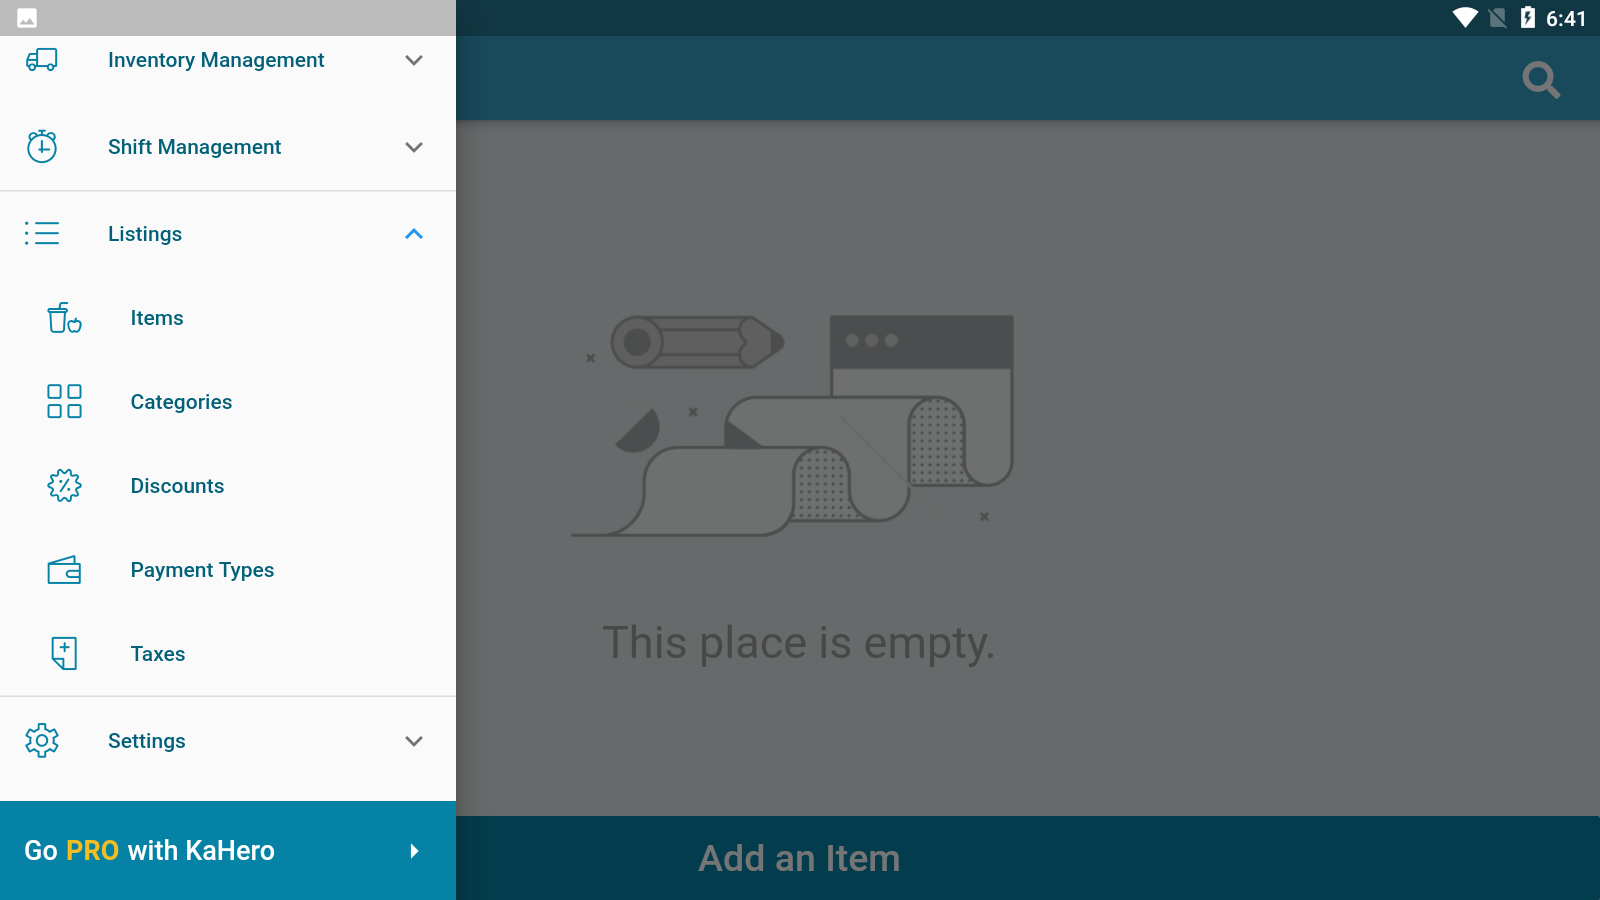 6:41
Inventory Management
Shift Management
Listings
Items
Categories
Discounts
Payment Types
Taxes
Settings
Go PRO with KaHero
This place is empty.
Add an Item